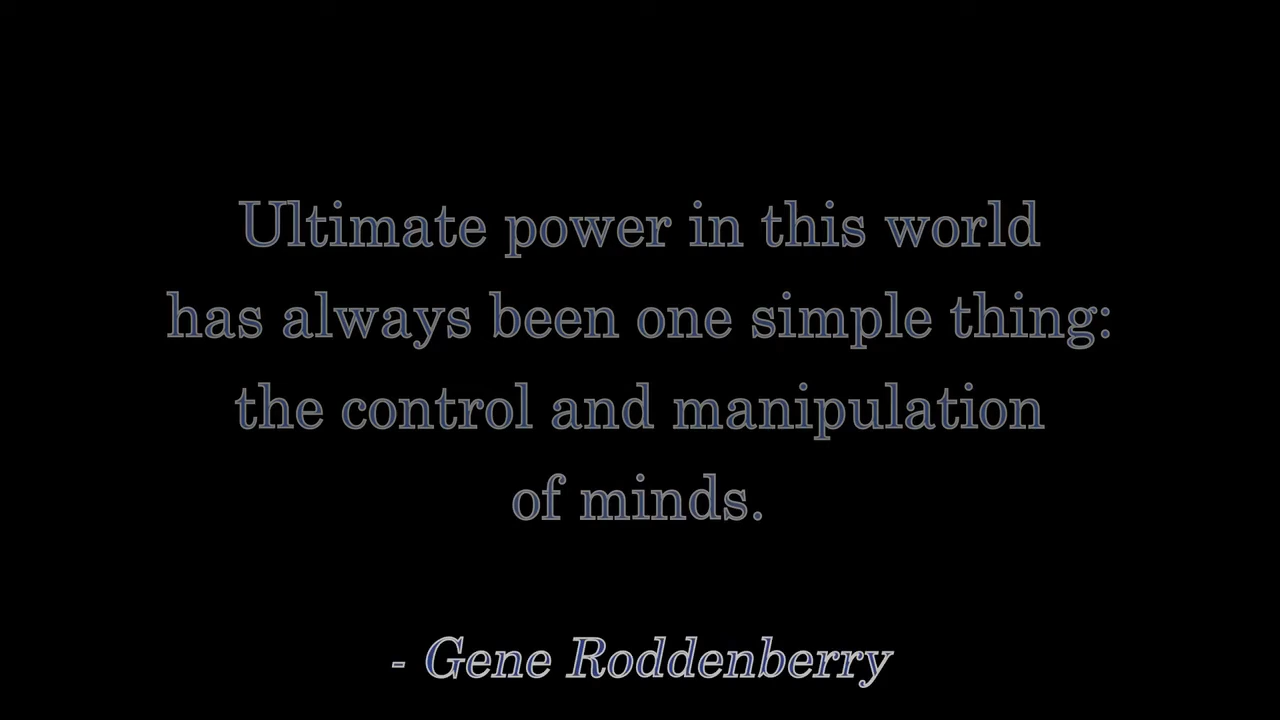 Ultimate power in this world
has always been one simple thing:
the control and manipulation
of minds.
- Gene Roddenberry